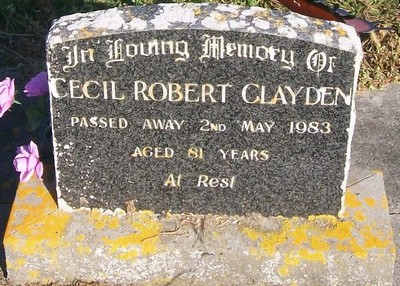 In Loving Memory Of
CECIL ROBERT CLAYDEN
PASSED AWAY 2ND MAY 1983
AGED 81 YEARS
At Rest